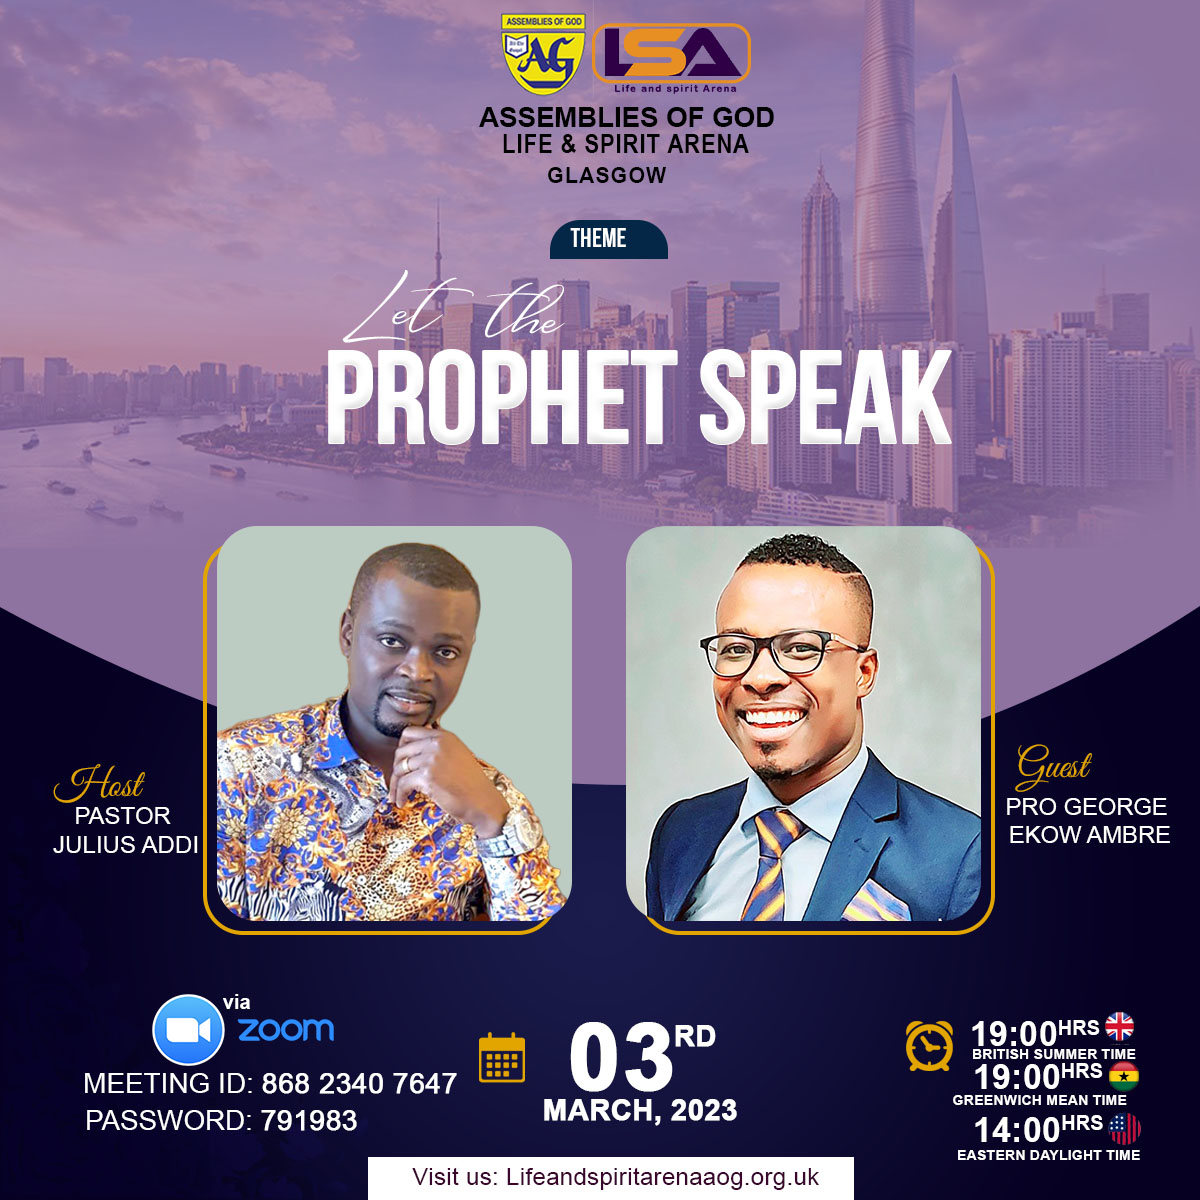 ASSEMBLIES OF GOD
AG
LSA
Life and spirit Arena
ASSEMBLIES OF GOD
LIFE & SPIRIT ARENA
GLASGOW
THEME
Let the
PROPHET SPEAK
Host
PASTOR
JULIUS ADDI
Guest
PRO GEORGE
EKOW AMBRE
via
zoom
MEETING ID: 868 2340 7647
PASSWORD: 791983
03RD
MARCH, 2023
19:00HRS
BRITISH SUMMER TIME
19:00HRS
GREENWICH MEAN TIME
14:00HRS
EASTERN DAYLIGHT TIME
Visit us: Lifeandspiritarenaaog.org.uk